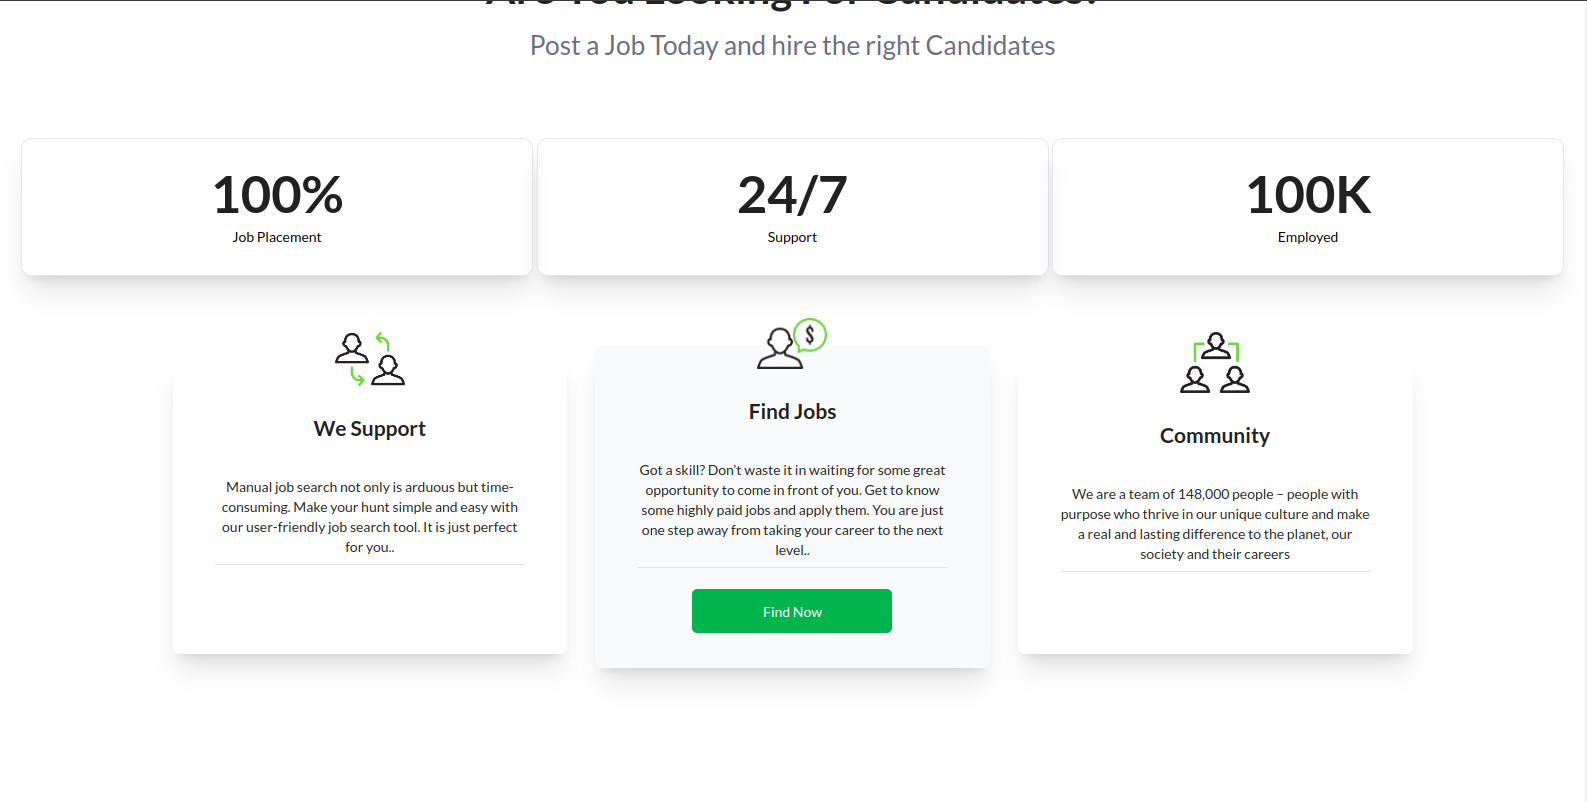 Are You Looking For Candidates?
Post a Job Today and hire the right Candidates
100%
Job Placement
24/7
Support
100K
Employed
$
We Support
Manual job search not only is arduous but time-
consuming. Make your hunt simple and easy with
our user-friendly job search tool. It is just perfect
for you..
Find Jobs
Got a skill? Don’t waste it in waiting for some great
opportunity to come in front of you. Get to know
some highly paid jobs and apply them. You are just
one step away from taking your career to the next
level..
Find Now
Community
We are a team of 148,000 people – people with
purpose who thrive in our unique culture and make
a real and lasting difference to the planet, our
society and their careers